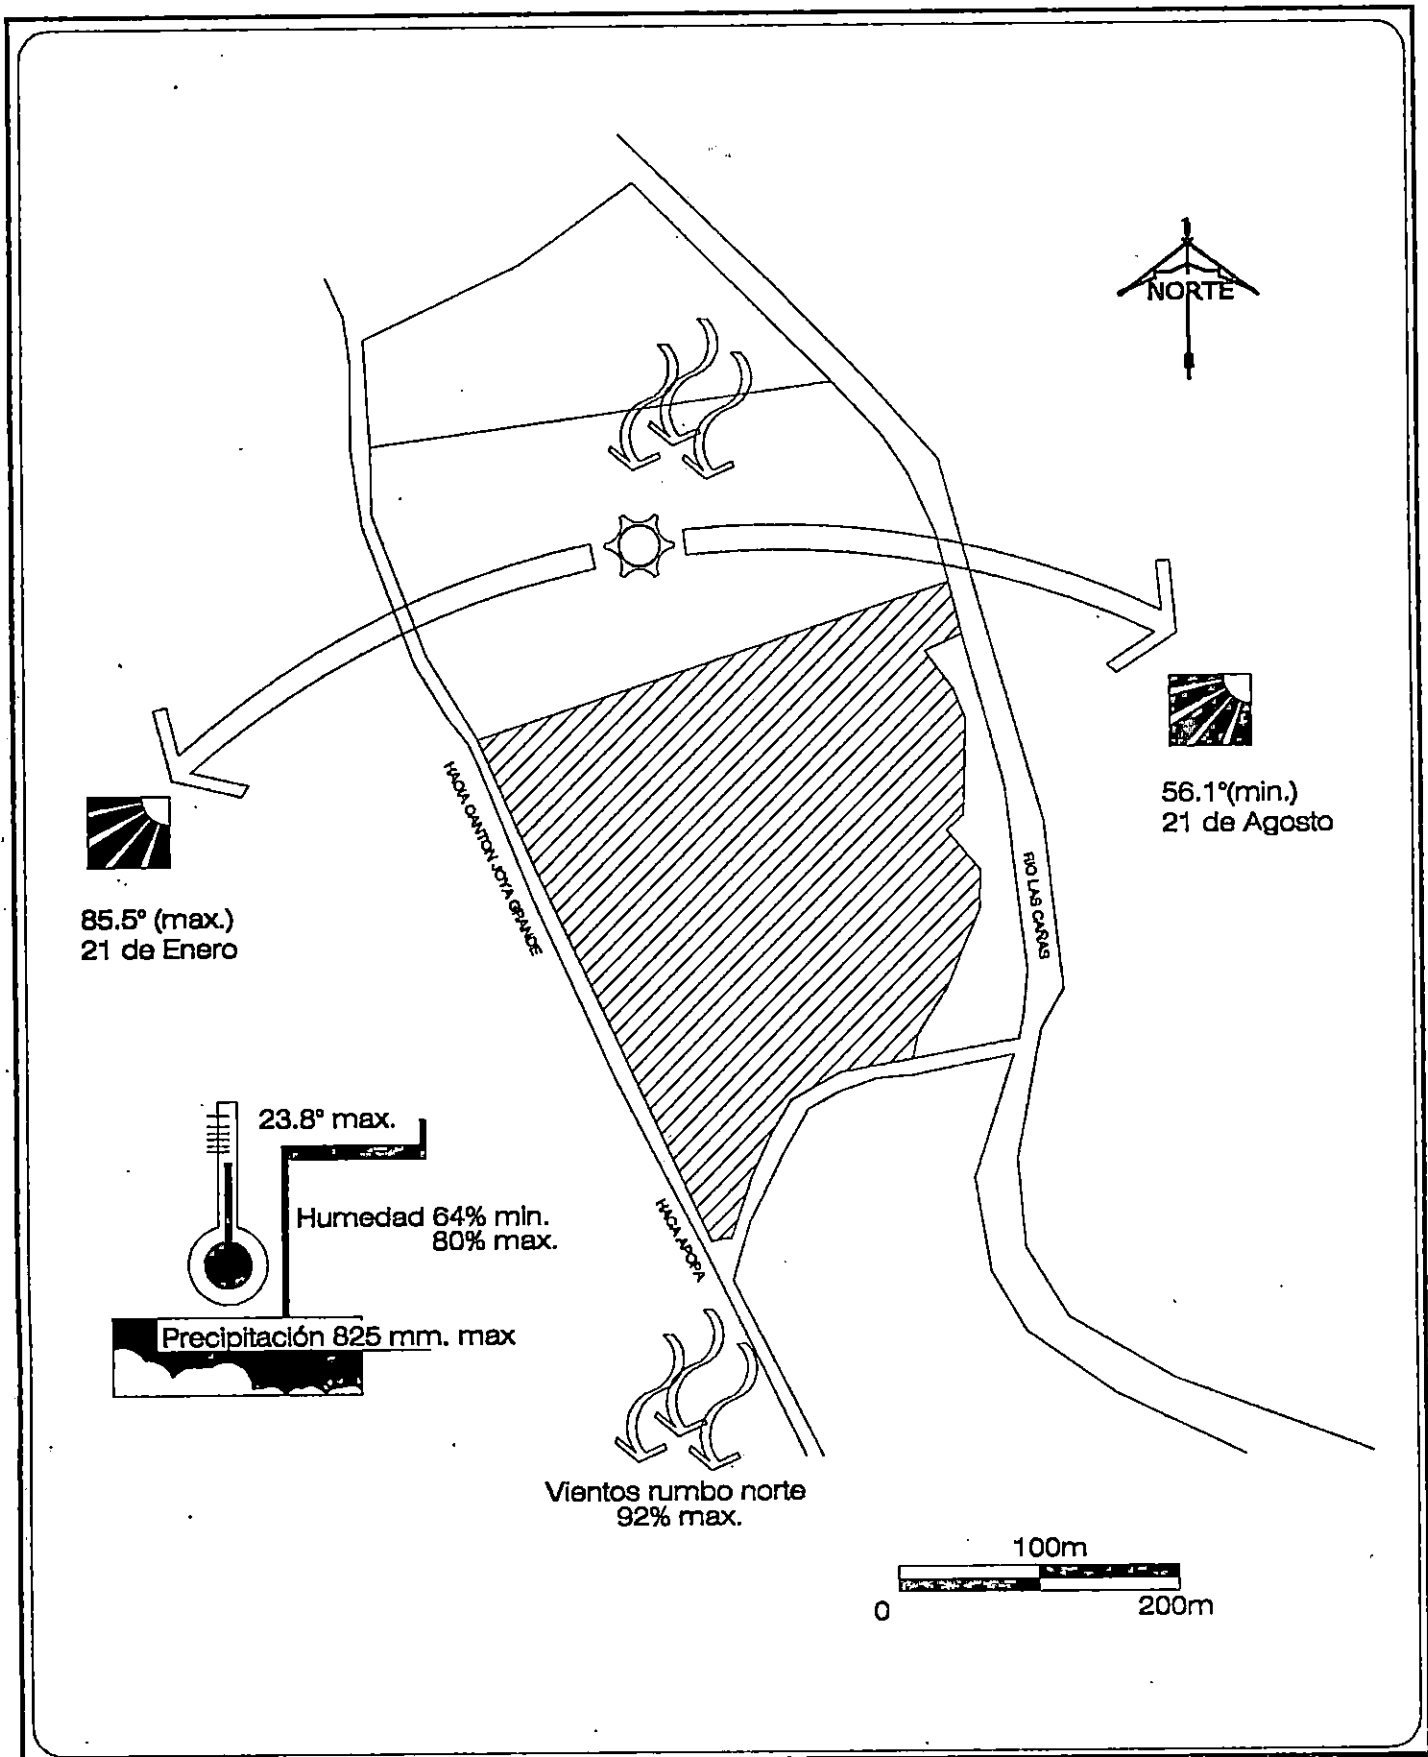 NORTE
56.1°(min.)
21 de Agosto
85.5° (max.)
21 de Enero
HACIA CANTON JOYA GRANDE
RIO LAS CAÑAS
23.8° max.
Humedad 64% min.
80% max.
HACIA APOPA
Precipitación 825 mm. max
Vientos rumbo norte
92% max.
100m
0
200m